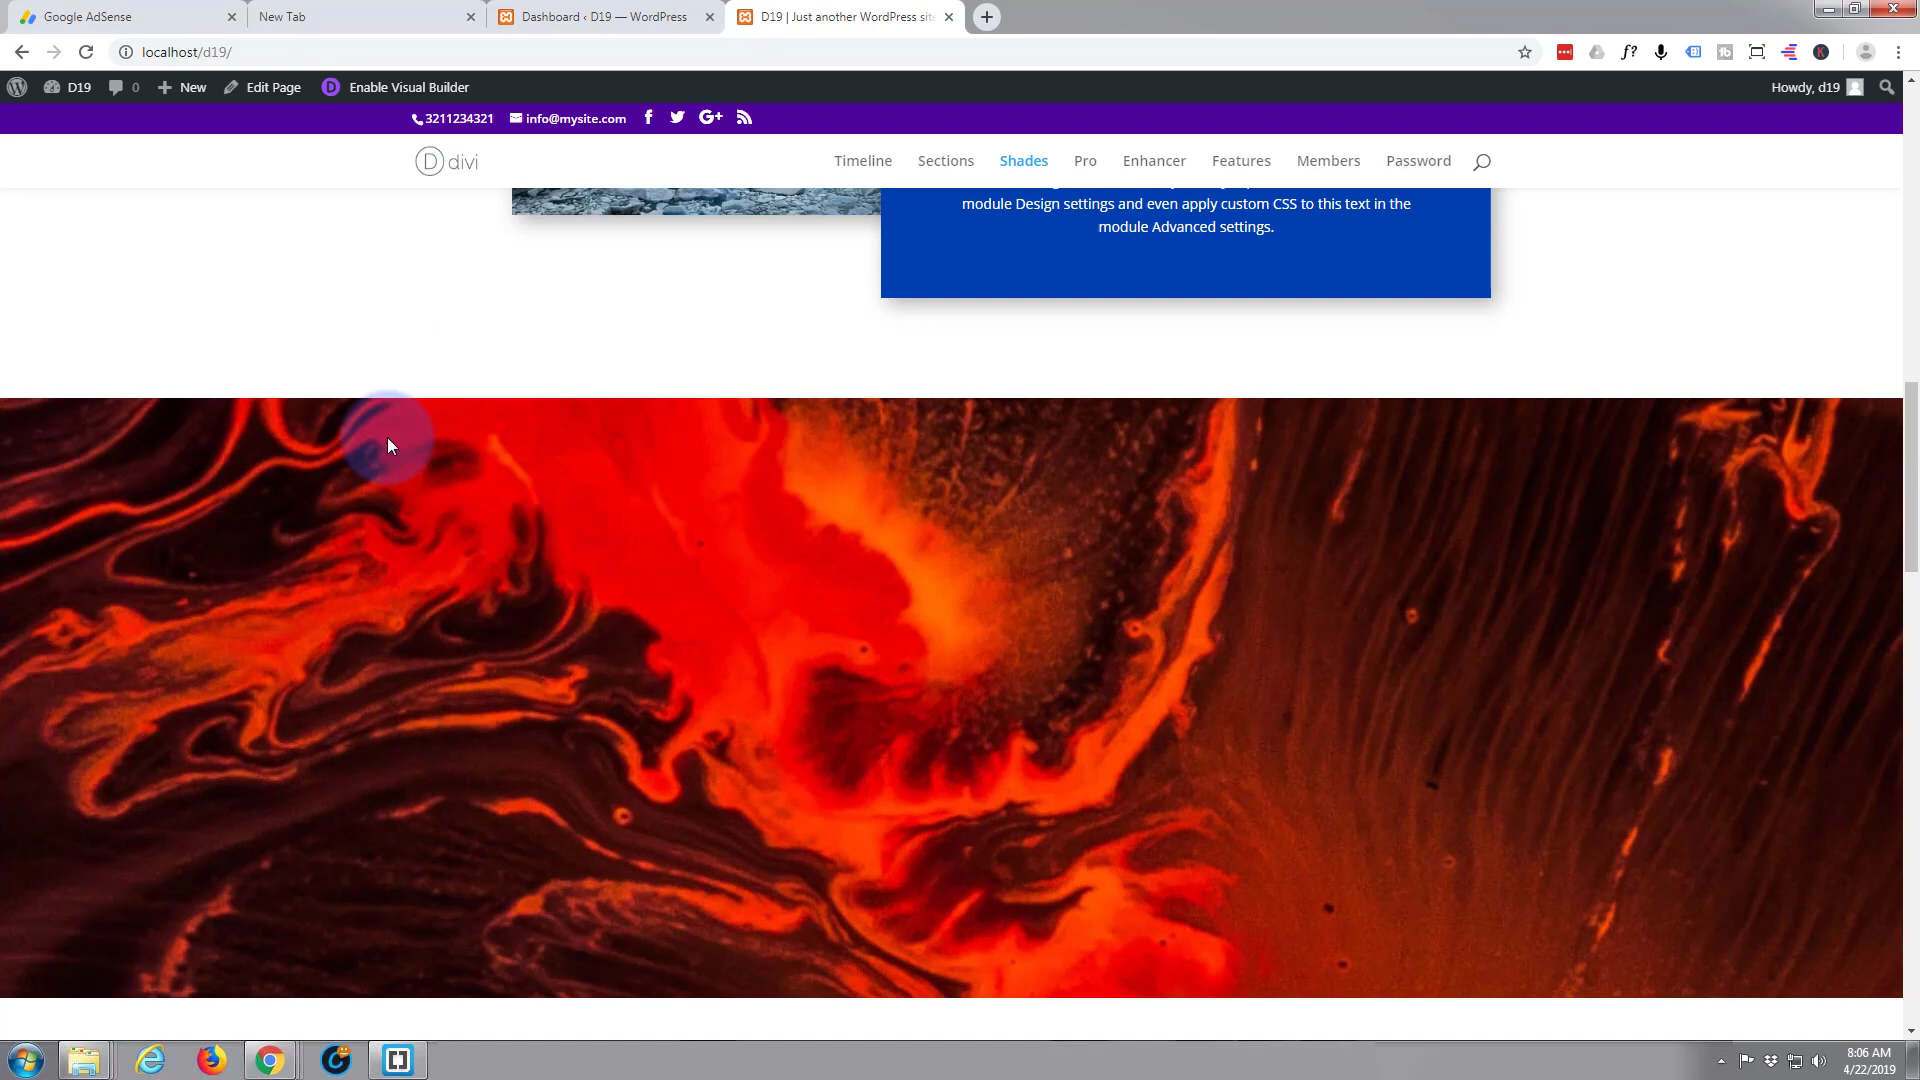 Google AdSense
New Tab
Dashboard ‹ D19 — WordPress
D19 | Just another WordPress site
localhost/d19/
D19 0 New Edit Page Enable Visual Builder Howdy, d19
3211234321 info@mysite.com
divi Timeline Sections Shades Pro Enhancer Features Members Password
module Design settings and even apply custom CSS to this text in the
module Advanced settings.
8:06 AM
4/22/2019